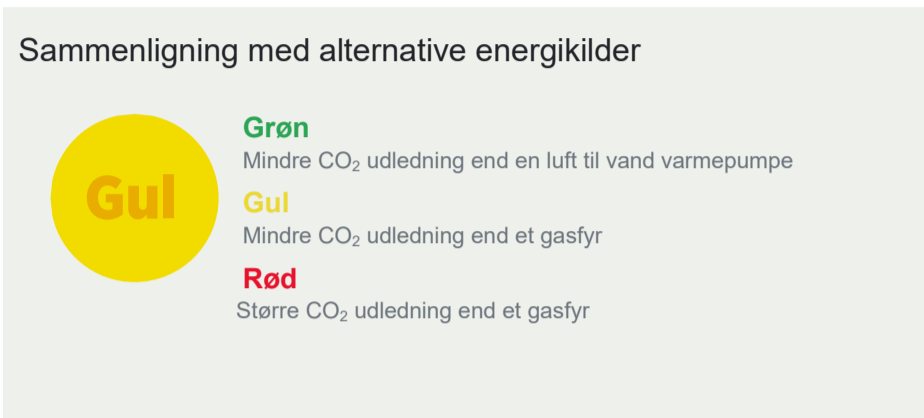 Sammenligning med alternative energikilder
Gul
Grøn
Mindre CO₂ udledning end en luft til vand varmepumpe
Gul
Mindre CO₂ udledning end et gasfyr
Rød
Større CO₂ udledning end et gasfyr